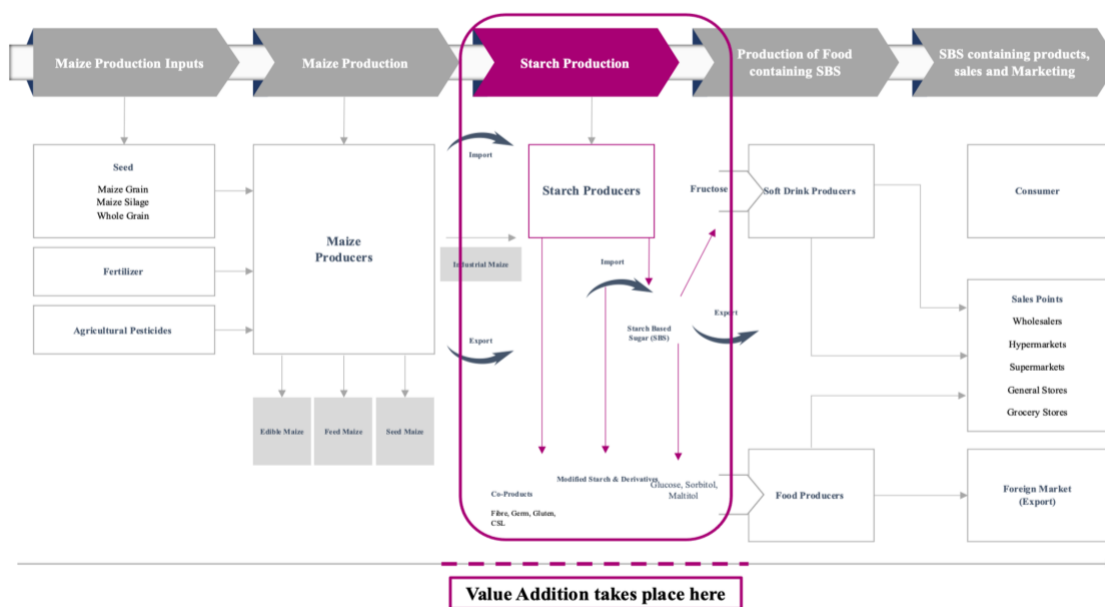 Maize Production Inputs
Maize Production
Starch Production
Production of Food
containing SBS
SBS containing products,
sales and Marketing
Seed
Maize Grain
Maize Silage
Whole Grain
Fertilizer
Agricultural Pesticides
Maize
Producers
Edible Maize
Feed Maize
Seed Maize
Import
Industrial Maize
Export
Starch Producers
Import
Starch Based
Sugar (SBS)
Fructose
Export
Co-Products
Fibre, Germ, Gluten,
CSL
Modified Starch & Derivatives
Glucose, Sorbitol,
Maltitol
Soft Drink Producers
Food Producers
Consumer
Sales Points
Wholesalers
Hypermarkets
Supermarkets
General Stores
Grocery Stores
Foreign Market
(Export)
Value Addition takes place here